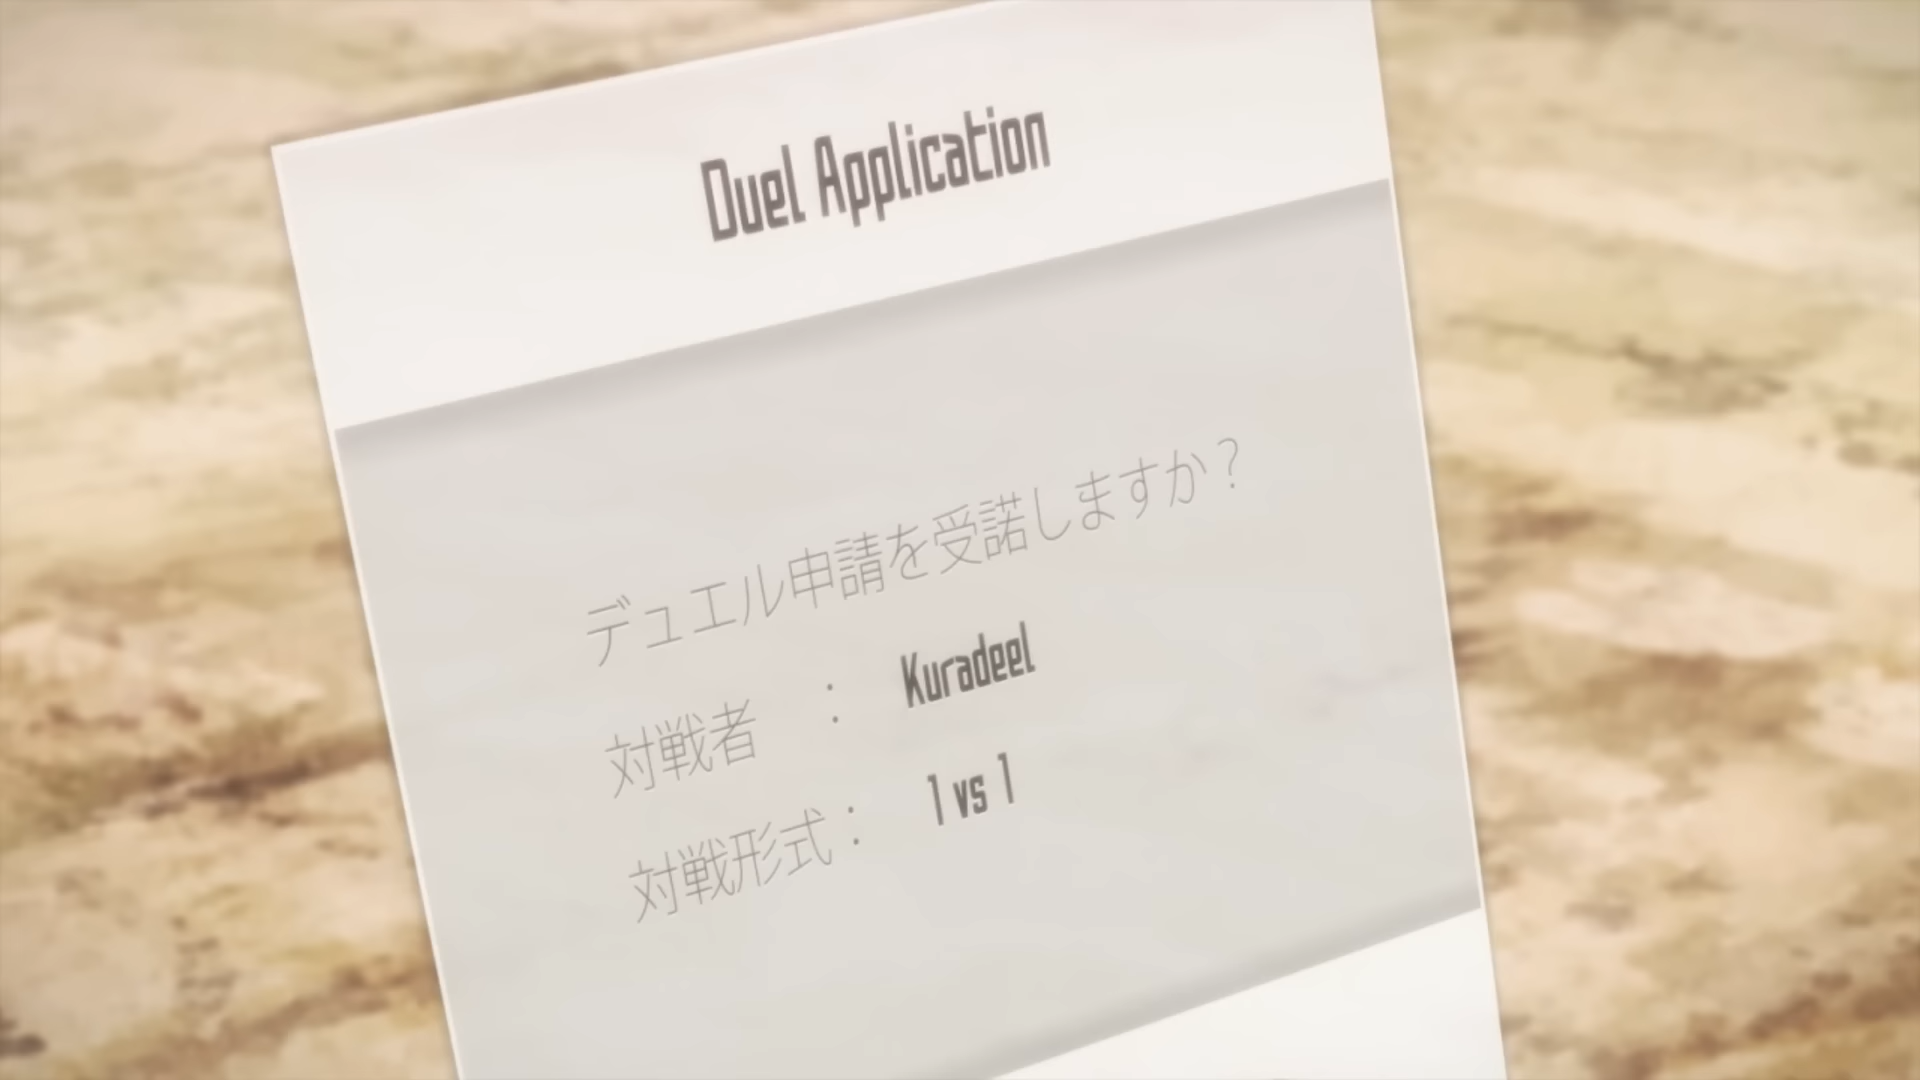 Duel Application
デュエル申請を受諾しますか？
対戦者 ： Kuradeel
対戦形式： 1 vs 1